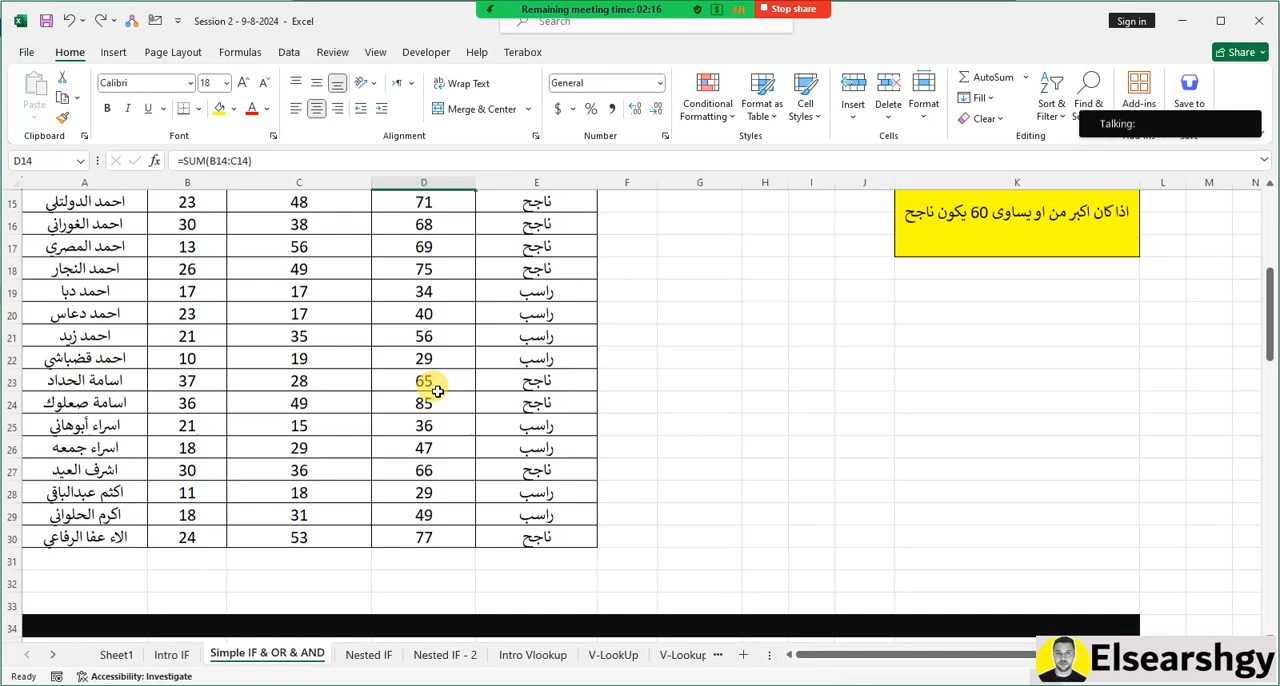 Remaining meeting time: 02:16
EN
Stop share
Session 2 - 9-8-2024 - Excel
Search
Sign in
File Home Insert Page Layout Formulas Data Review View Developer Help Terabox
Share
Calibri 18
Wrap Text
General
AutoSum
Paste
B I U
Merge & Center
$ % 9
Conditional Formatting
Format as Table
Cell Styles
Insert Delete Format
Fill
Clear
Sort & Filter
Find &
Add-ins
Save to
Talking:
Clipboard Font Alignment Number Styles Cells Editing
D14 fx =SUM(B14:C14)
A B C D E F G H I J K L M N
15 احمد الدولتلي 23 48 71 ناجح
اذا كان اكبر من او يساوى 60 يكون ناجح
16 احمد الغوراني 30 38 68 ناجح
17 احمد المصري 13 56 69 ناجح
18 احمد النجار 26 49 75 ناجح
19 احمد دبا 17 17 34 راسب
20 احمد دعاس 23 17 40 راسب
21 احمد زيد 21 35 56 راسب
22 احمد قضباشي 10 19 29 راسب
23 اسامة الحداد 37 28 65 ناجح
24 اسامة صعلوك 36 49 85 ناجح
25 اسراء أبوهاني 21 15 36 راسب
26 اسراء جمعه 18 29 47 راسب
27 اشرف العيد 30 36 66 ناجح
28 اكثم عبدالباقي 11 18 29 راسب
29 اكرم الحلواني 18 31 49 راسب
30 الاء عفا الرفاعي 24 53 77 ناجح
31
32
33
34
Sheet1 Intro IF Simple IF & OR & AND Nested IF Nested IF - 2 Intro Vlookup V-LookUp V-Lookup
Ready Accessibility: Investigate
Elsearshgy